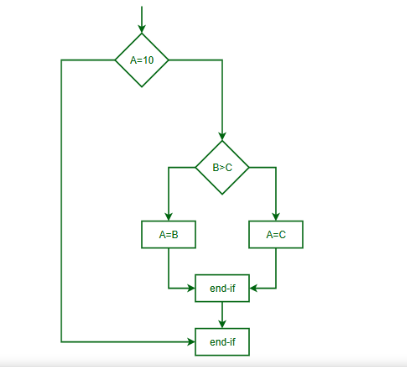 A=10
B>C
A=B
A=C
end-if
end-if